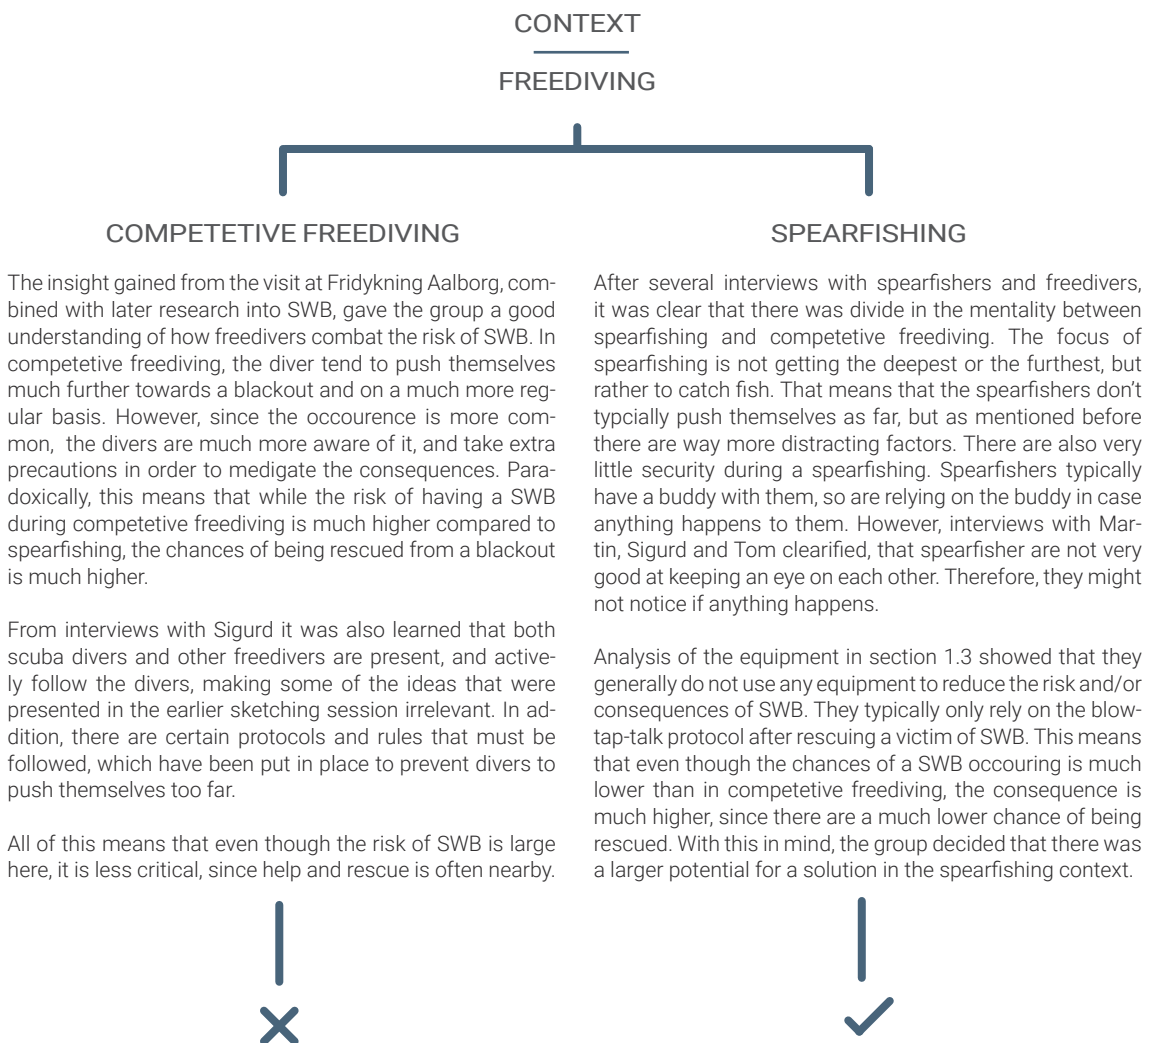 CONTEXT
FREEDIVING
COMPETETIVE FREEDIVING
The insight gained from the visit at Fridykning Aalborg, com-
bined with later research into SWB, gave the group a good
understanding of how freedivers combat the risk of SWB. In
competetive freediving, the diver tend to push themselves
much further towards a blackout and on a much more reg-
ular basis. However, since the occourence is more com-
mon, the divers are much more aware of it, and take extra
precautions in order to medigate the consequences. Para-
doxically, this means that while the risk of having a SWB
during competetive freediving is much higher compared to
spearfishing, the chances of being rescued from a blackout
is much higher.
From interviews with Sigurd it was also learned that both
scuba divers and other freedivers are present, and active-
ly follow the divers, making some of the ideas that were
presented in the earlier sketching session irrelevant. In ad-
dition, there are certain protocols and rules that must be
followed, which have been put in place to prevent divers to
push themselves too far.
All of this means that even though the risk of SWB is large
here, it is less critical, since help and rescue is often nearby.
SPEARFISHING
After several interviews with spearfishers and freedivers,
it was clear that there was divide in the mentality between
spearfishing and competetive freediving. The focus of
spearfishing is not getting the deepest or the furthest, but
rather to catch fish. That means that the spearfishers don't
typcially push themselves as far, but as mentioned before
there are way more distracting factors. There are also very
little security during a spearfishing. Spearfishers typically
have a buddy with them, so are relying on the buddy in case
anything happens to them. However, interviews with Mar-
tin, Sigurd and Tom clearified, that spearfisher are not very
good at keeping an eye on each other. Therefore, they might
not notice if anything happens.
Analysis of the equipment in section 1.3 showed that they
generally do not use any equipment to reduce the risk and/or
consequences of SWB. They typically only rely on the blow-
tap-talk protocol after rescuing a victim of SWB. This means
that even though the chances of a SWB occouring is much
lower than in competetive freediving, the consequence is
much higher, since there are a much lower chance of being
rescued. With this in mind, the group decided that there was
a larger potential for a solution in the spearfishing context.